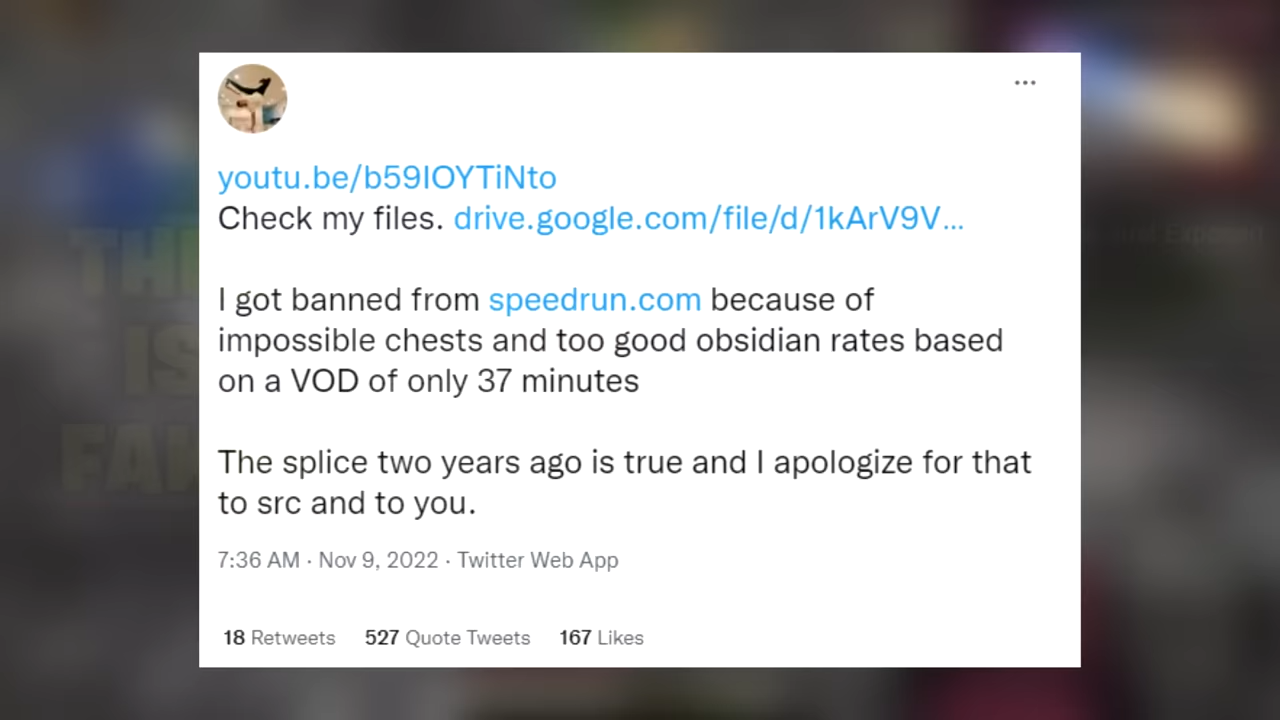 youtu.be/b59IOYTiNto
Check my files. drive.google.com/file/d/1kArV9V...
I got banned from speedrun.com because of
impossible chests and too good obsidian rates based
on a VOD of only 37 minutes
The splice two years ago is true and I apologize for that
to src and to you.
7:36 AM · Nov 9, 2022 · Twitter Web App
18 Retweets 527 Quote Tweets 167 Likes